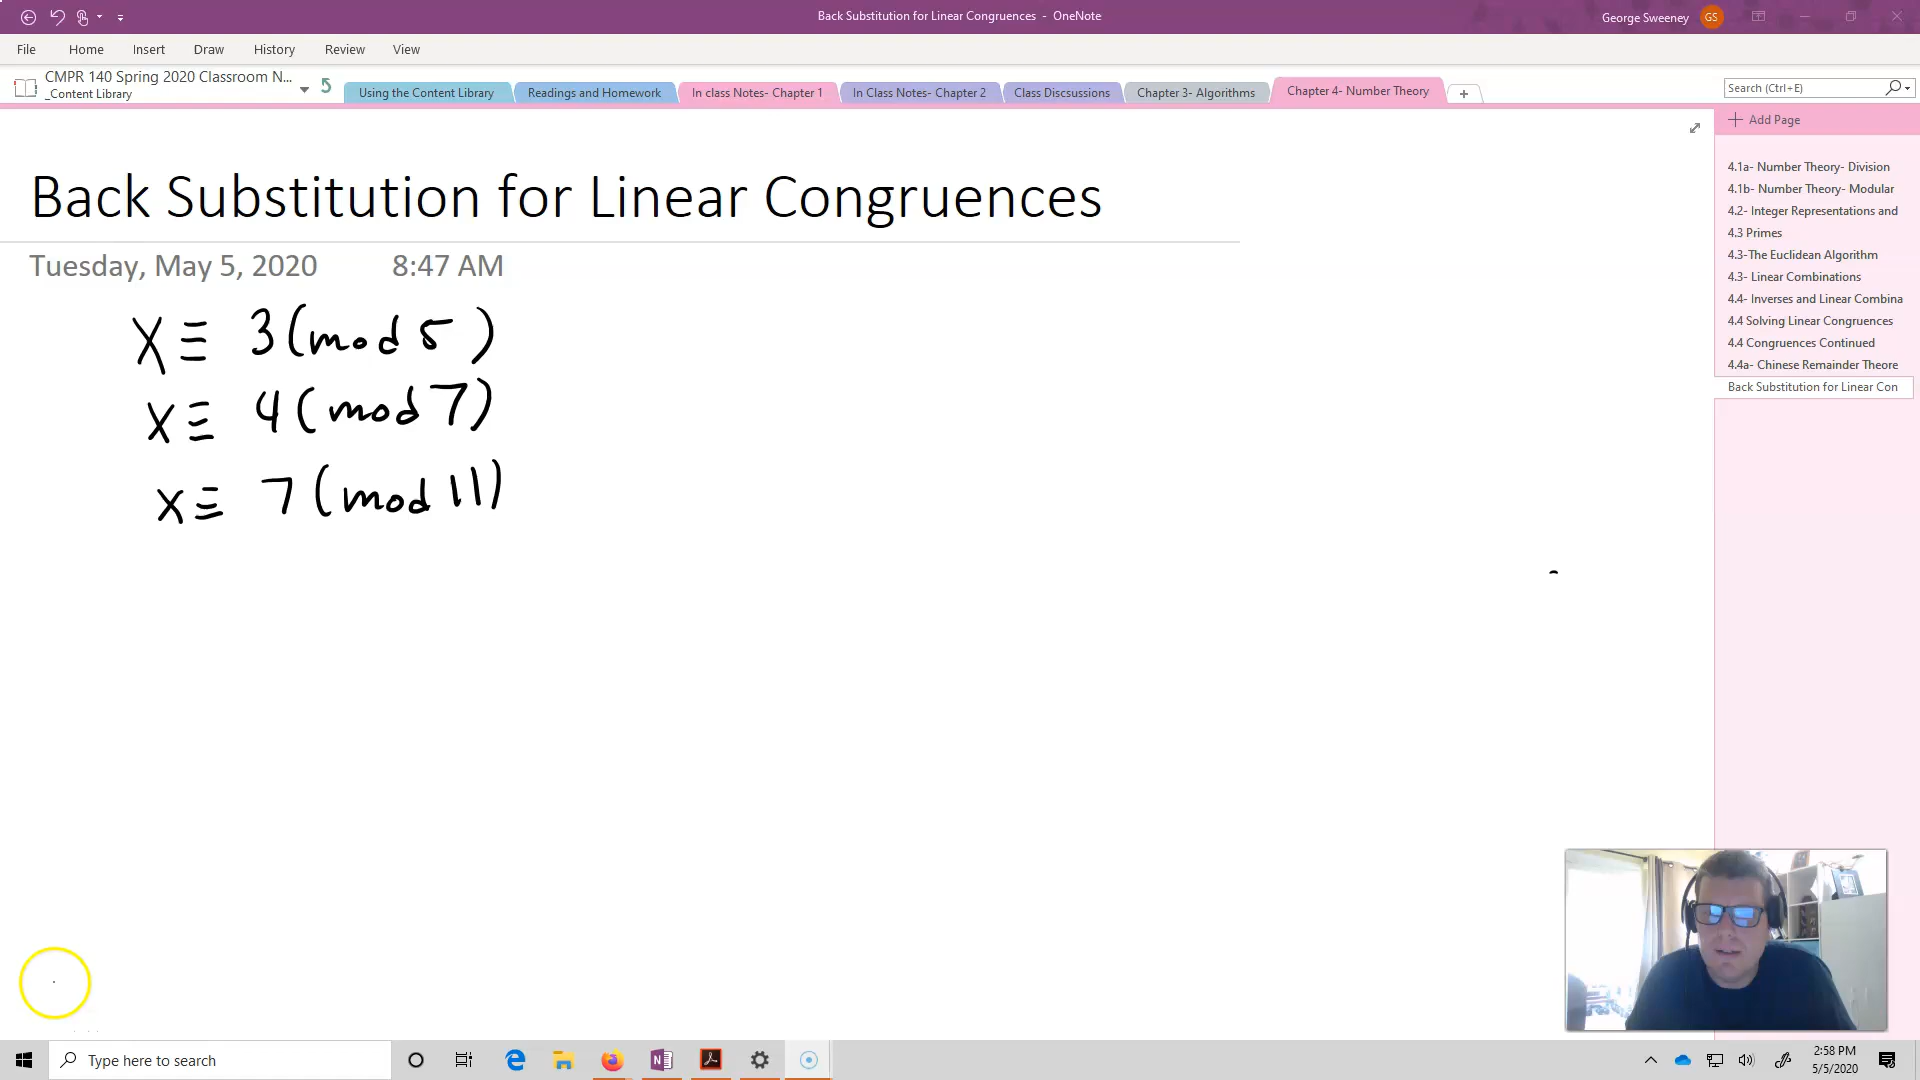 Back Substitution for Linear Congruences - OneNote
George Sweeney GS
File Home Insert Draw History Review View
CMPR 140 Spring 2020 Classroom N...
_Content Library
Using the Content Library Readings and Homework In class Notes- Chapter 1 In Class Notes- Chapter 2 Class Discsussions Chapter 3- Algorithms Chapter 4- Number Theory +
Search (Ctrl+E)
Add Page
4.1a- Number Theory- Division
4.1b- Number Theory- Modular
4.2- Integer Representations and
4.3 Primes
4.3-The Euclidean Algorithm
4.3- Linear Combinations
4.4- Inverses and Linear Combina
4.4 Solving Linear Congruences
4.4 Congruences Continued
4.4a- Chinese Remainder Theore
Back Substitution for Linear Con
Back Substitution for Linear Congruences
Tuesday, May 5, 2020 8:47 AM
x ≡ 3 (mod 5)
x ≡ 4 (mod 7)
x ≡ 7 (mod 11)
Type here to search
2:58 PM
5/5/2020